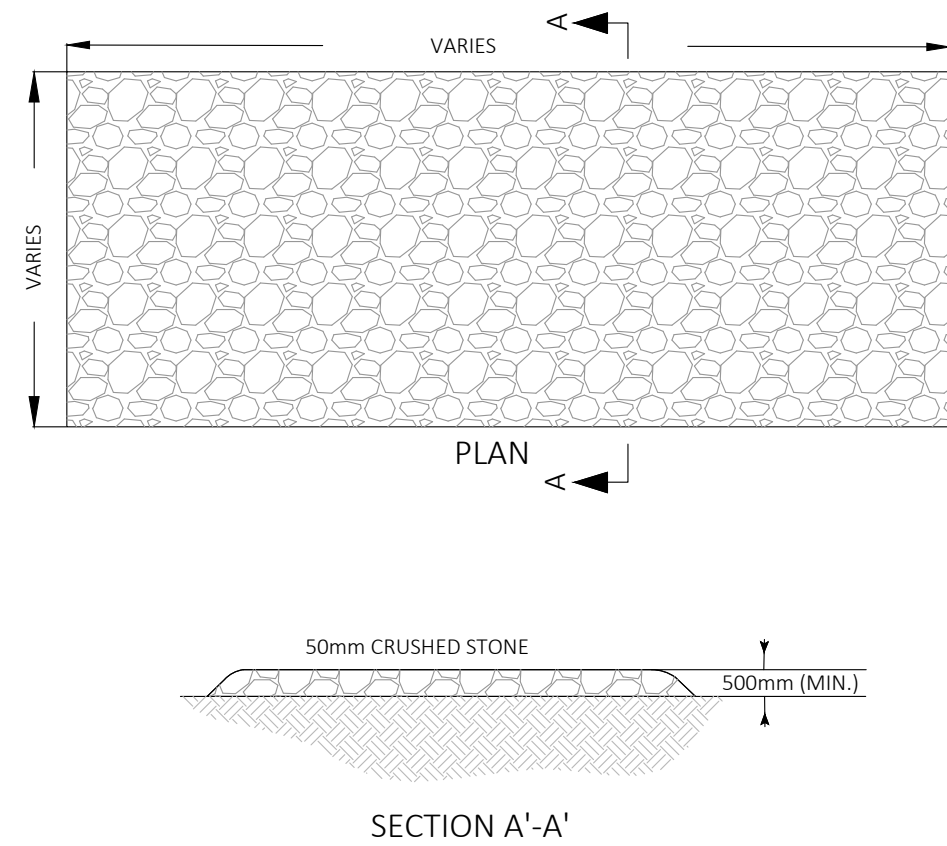 A
VARIES
VARIES
PLAN
A
50mm CRUSHED STONE
500mm (MIN.)
SECTION A'-A'